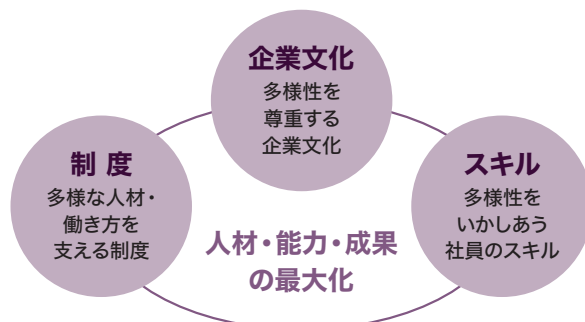 企業文化
多様性を
尊重する
企業文化
制 度
多様な人材・
働き方を
支える制度
スキル
多様性を
いかしあう
社員のスキル
人材・能力・成果
の最大化